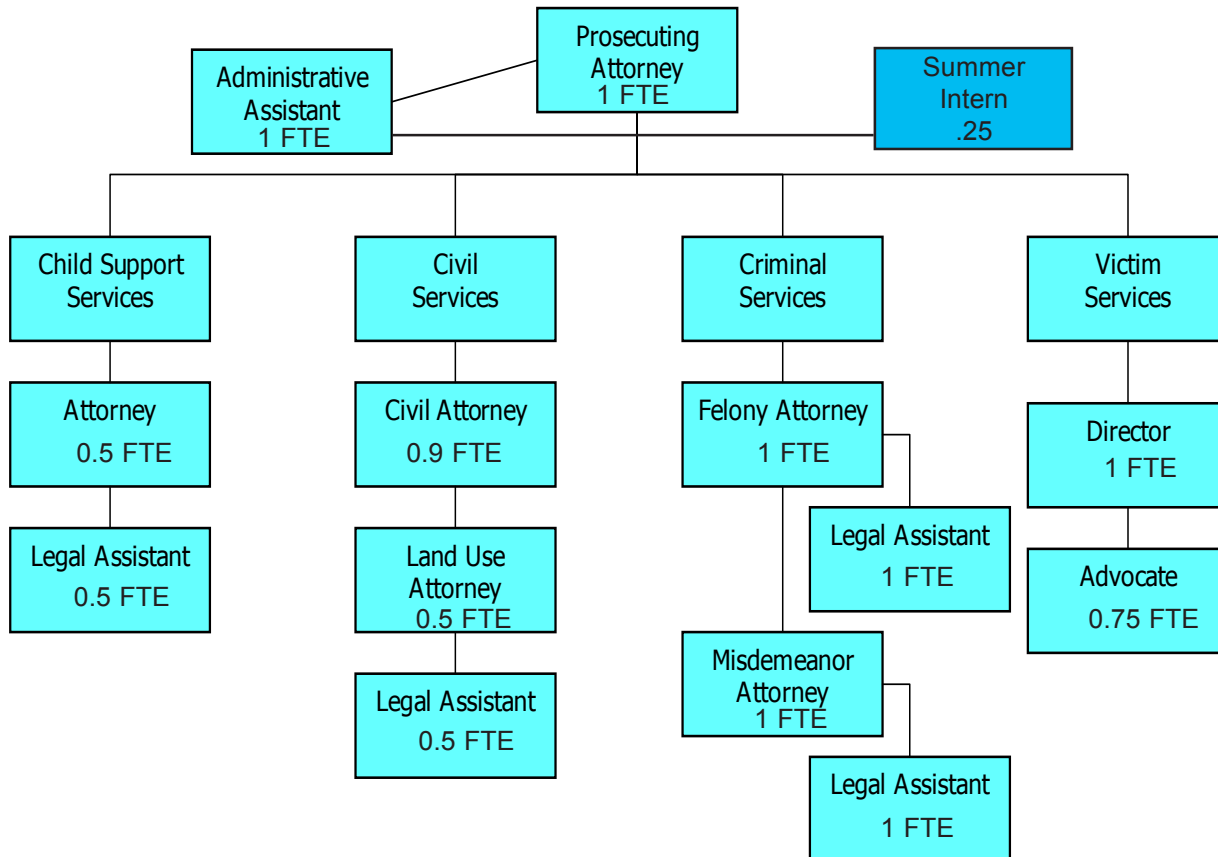 Prosecuting
Attorney
1 FTE
Administrative
Assistant
1 FTE
Summer
Intern
.25
Child Support
Services
Civil
Services
Criminal
Services
Victim
Services
Attorney
0.5 FTE
Legal Assistant
0.5 FTE
Civil Attorney
0.9 FTE
Land Use
Attorney
0.5 FTE
Legal Assistant
0.5 FTE
Felony Attorney
1 FTE
Legal Assistant
1 FTE
Misdemeanor
Attorney
1 FTE
Legal Assistant
1 FTE
Director
1 FTE
Advocate
0.75 FTE